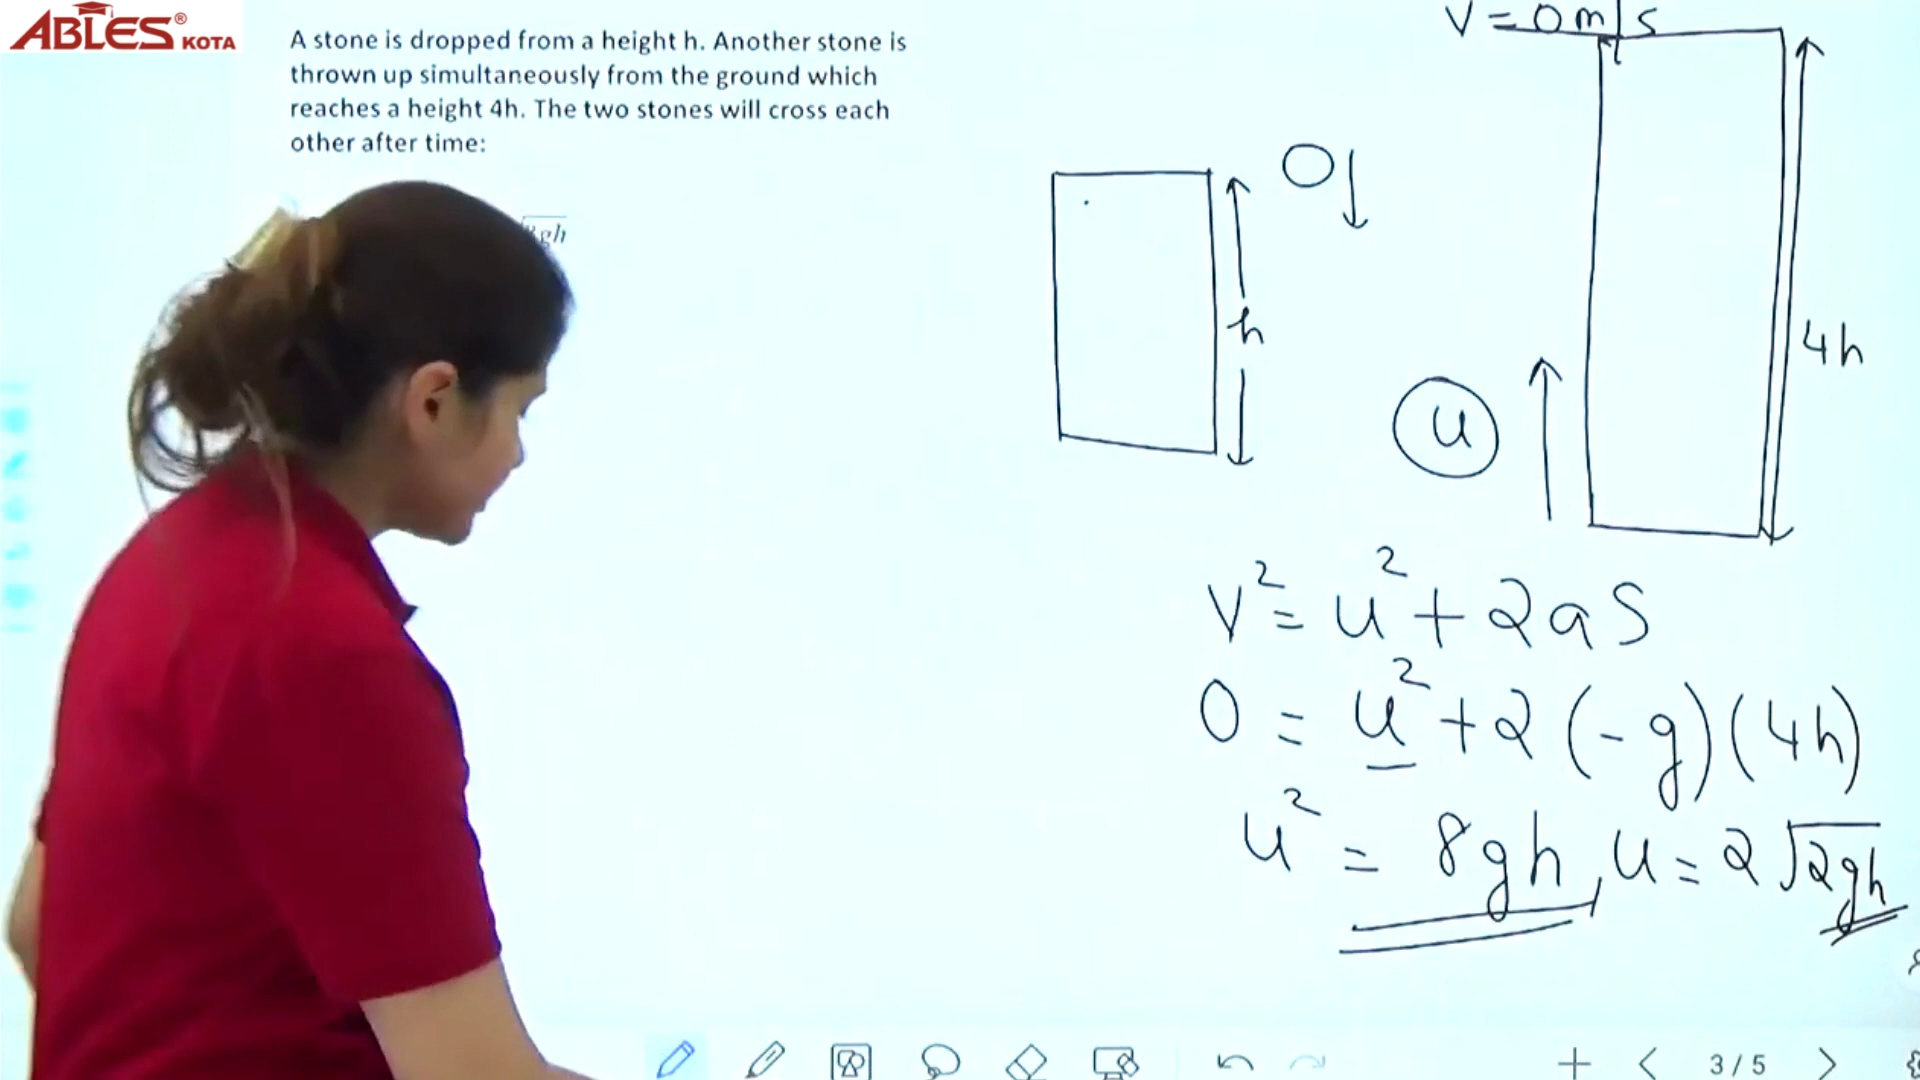 ABLES® KOTA
A stone is dropped from a height h. Another stone is
thrown up simultaneously from the ground which
reaches a height 4h. The two stones will cross each
other after time:
gh
V = 0 m/s
h
4h
u
V² = u² + 2aS
0 = u² + 2(-g)(4h)
u² = 8gh, u = 2√2gh
3 / 5